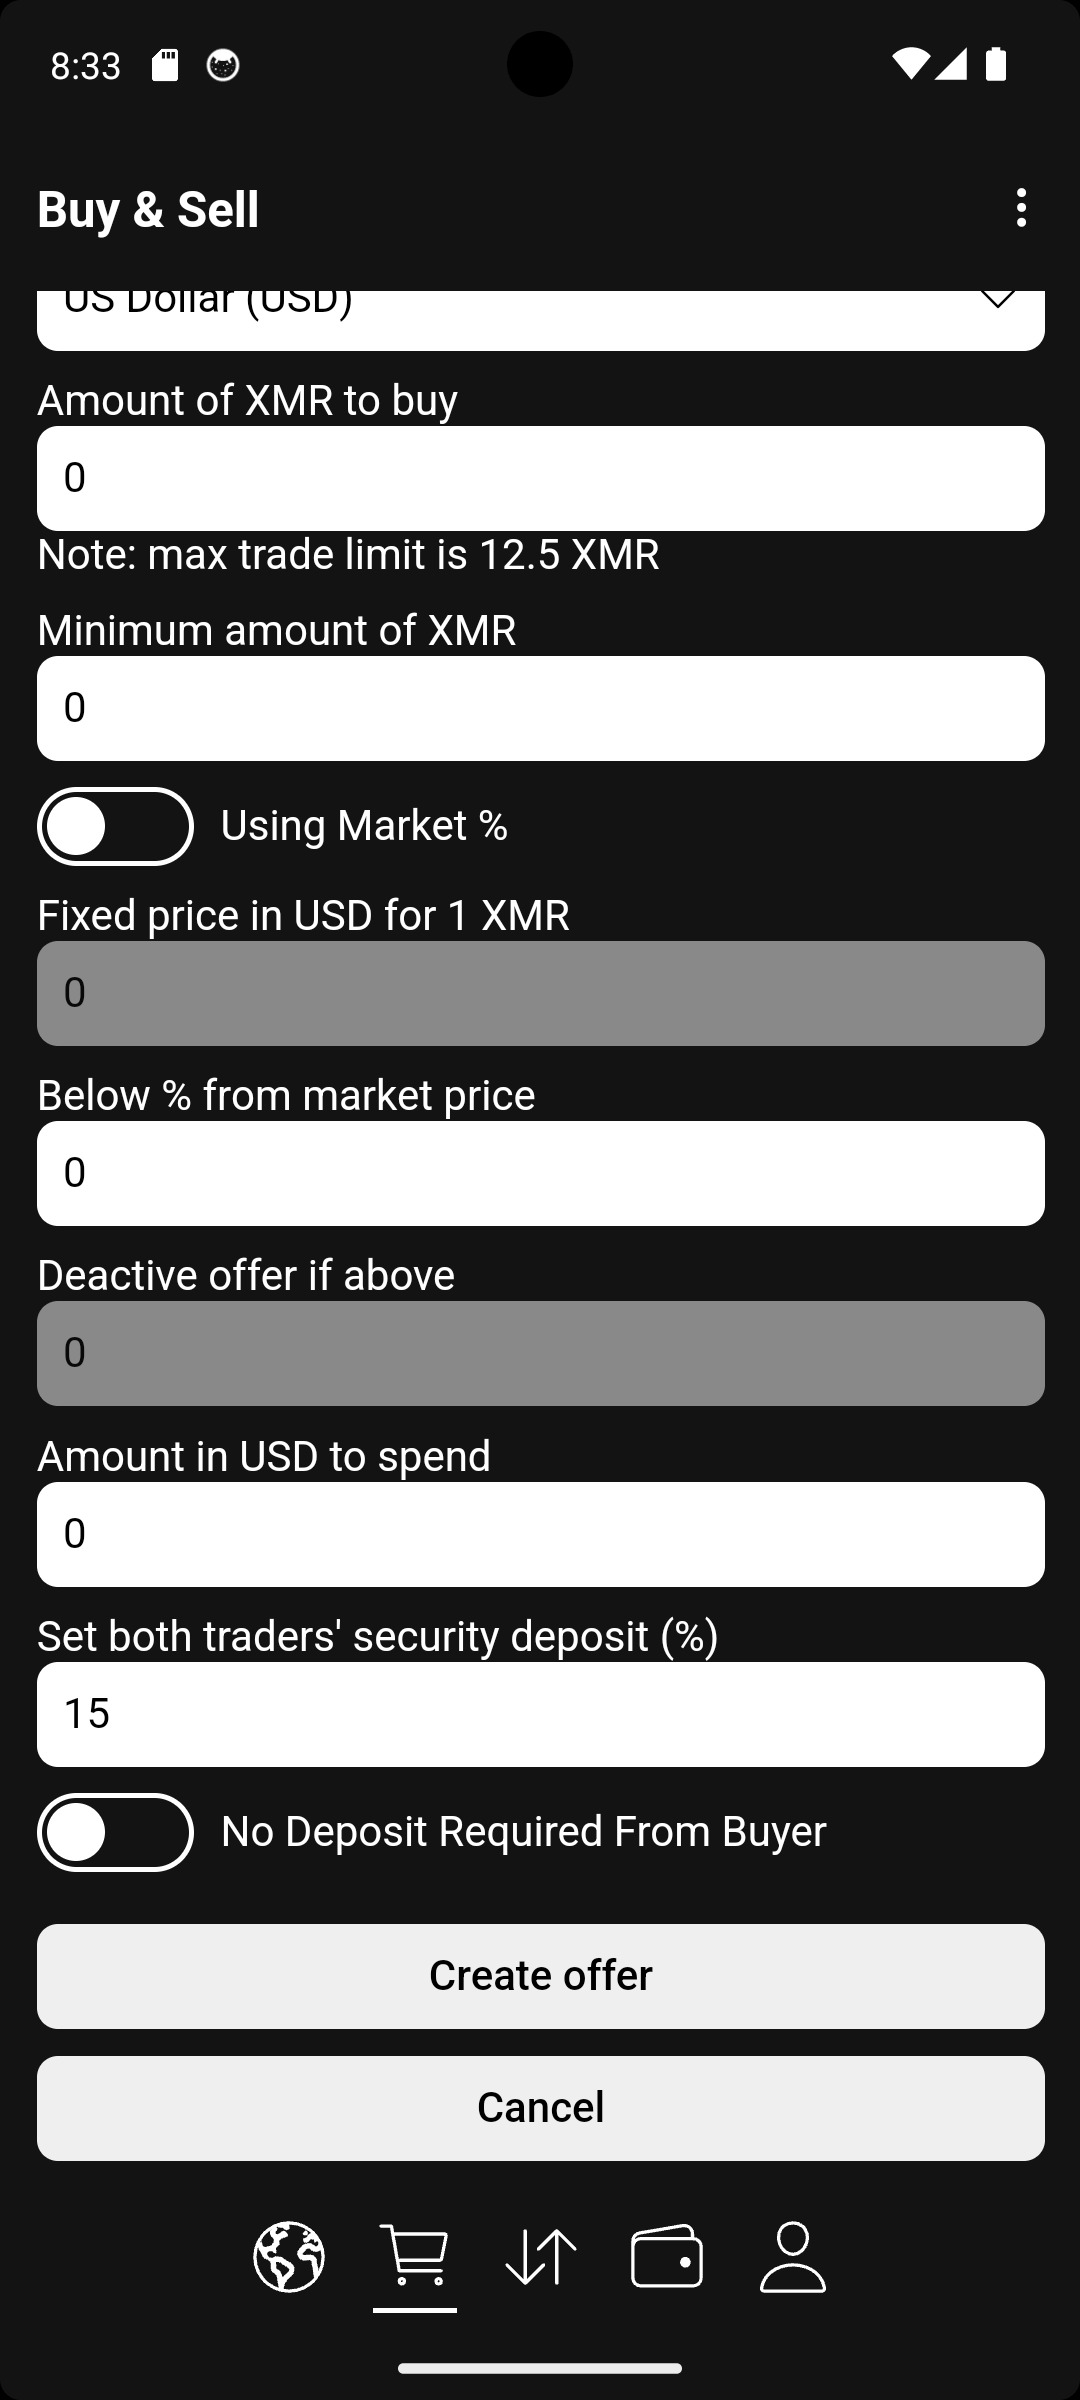 8:33
Buy & Sell
US Dollar (USD)
Amount of XMR to buy
0
Note: max trade limit is 12.5 XMR
Minimum amount of XMR
0
Using Market %
Fixed price in USD for 1 XMR
0
Below % from market price
0
Deactive offer if above
0
Amount in USD to spend
0
Set both traders' security deposit (%)
15
No Deposit Required From Buyer
Create offer
Cancel